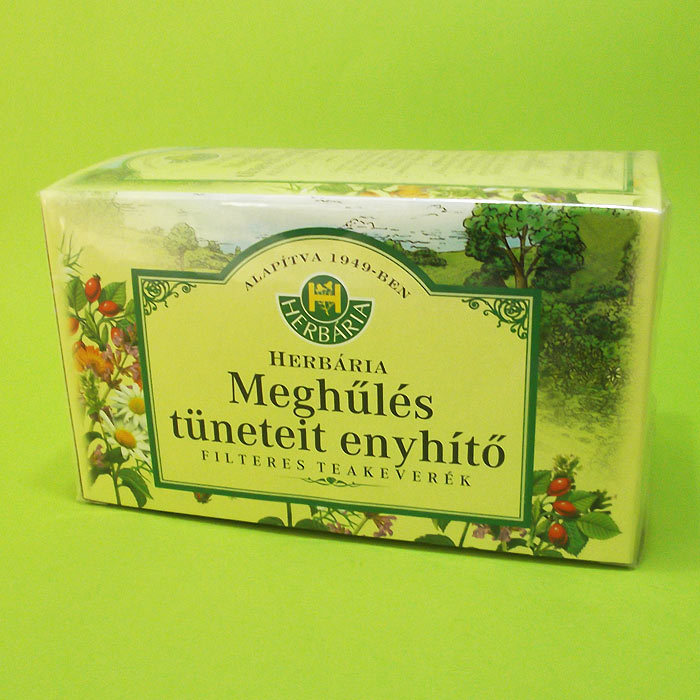 ALAPÍTVA 1949-BEN
HERBÁRIA
HERBÁRIA
Meghűlés
tüneteit enyhítő
FILTERES TEAKEVERÉK